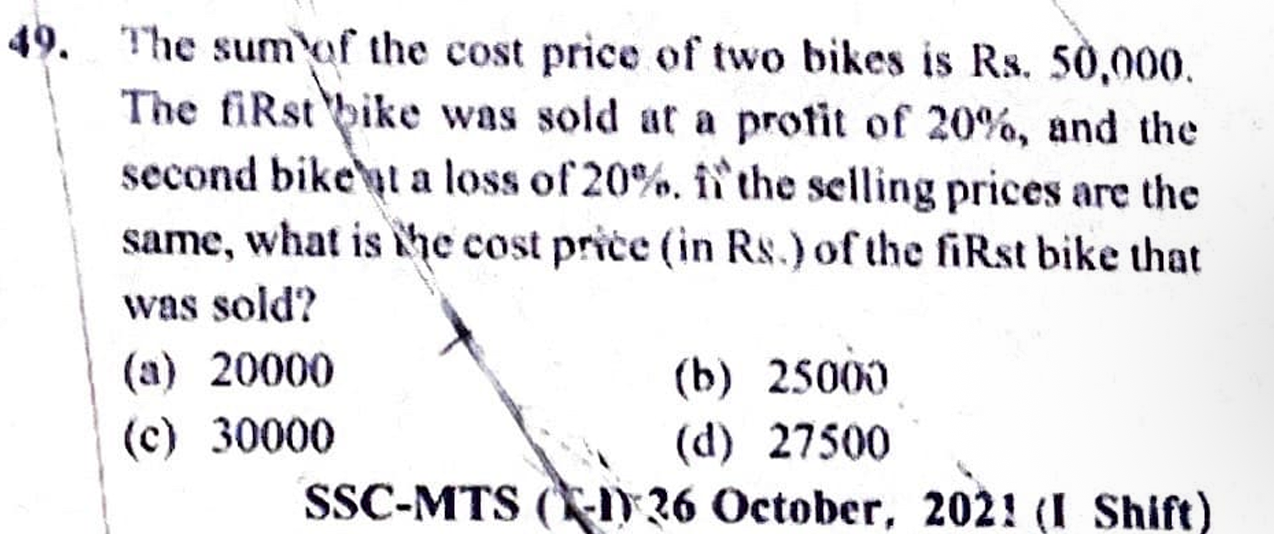 49. The sum of the cost price of two bikes is Rs. 50,000.
The fiRst bike was sold at a profit of 20%, and the
second bike at a loss of 20%. fi the selling prices are the
same, what is the cost price (in Rs.) of the fiRst bike that
was sold?
(a) 20000 (b) 25000
(c) 30000 (d) 27500
SSC-MTS (T-I) 26 October, 2021 (I Shift)